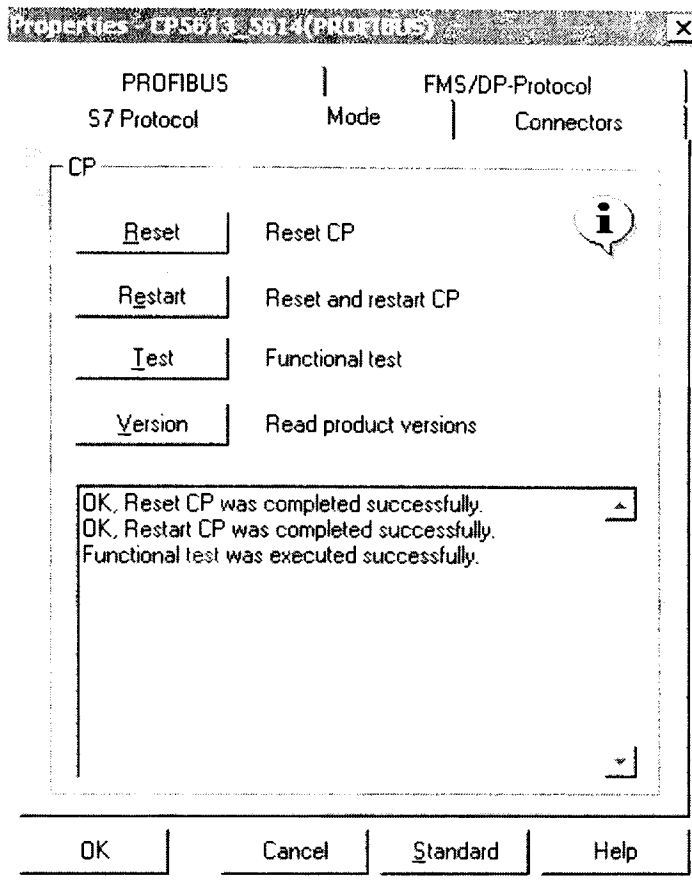 Properties - CP5613_5614(PROFIBUS)
PROFIBUS
FMS/DP-Protocol
S7 Protocol
Mode
Connectors
CP
Reset
Reset CP
Restart
Reset and restart CP
Test
Functional test
Version
Read product versions
OK, Reset CP was completed successfully.
OK, Restart CP was completed successfully.
Functional test was executed successfully.
OK
Cancel
Standard
Help